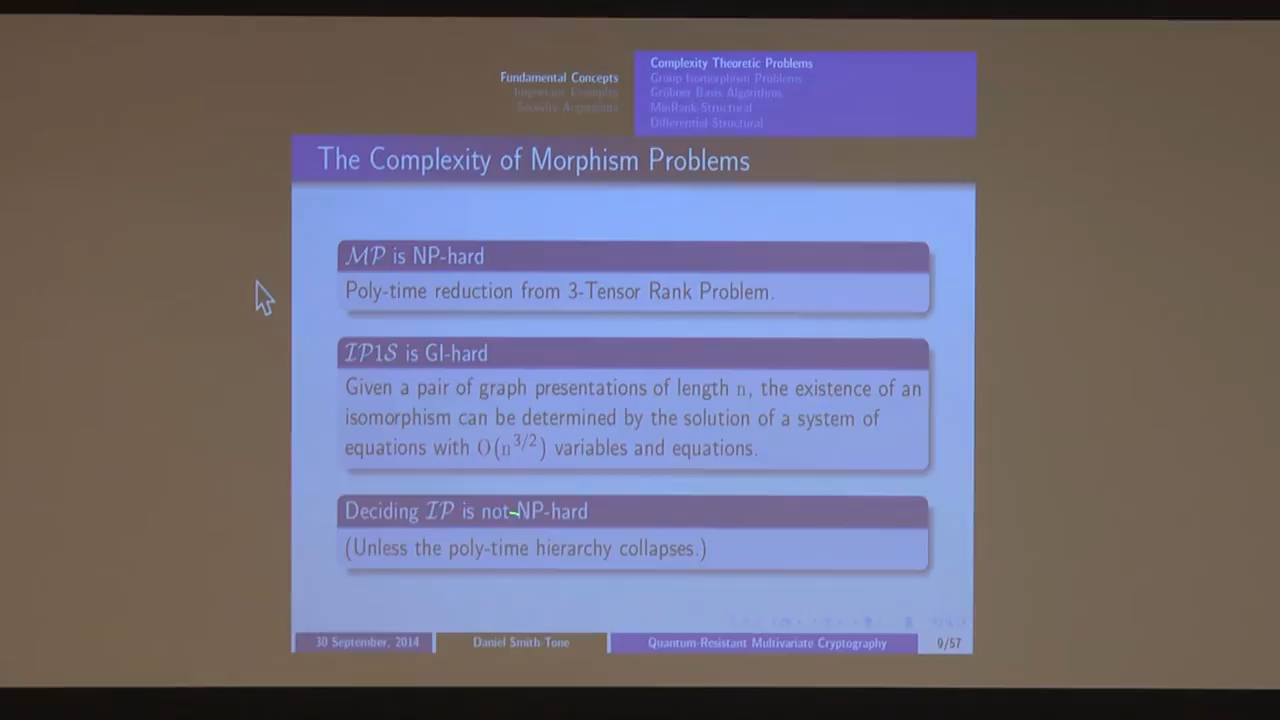 Fundamental Concepts
Important Examples
Security Arguments
Complexity Theoretic Problems
Group Isomorphism Problems
Gröbner Basis Algorithms
MinRank Structural
Differential Structural
The Complexity of Morphism Problems
MP is NP-hard
Poly-time reduction from 3-Tensor Rank Problem.
IP1S is GI-hard
Given a pair of graph presentations of length n, the existence of an
isomorphism can be determined by the solution of a system of
equations with O(n^{3/2}) variables and equations.
Deciding IP is not NP-hard
(Unless the poly-time hierarchy collapses.)
30 September, 2014
Daniel Smith-Tone
Quantum-Resistant Multivariate Cryptography
9/57